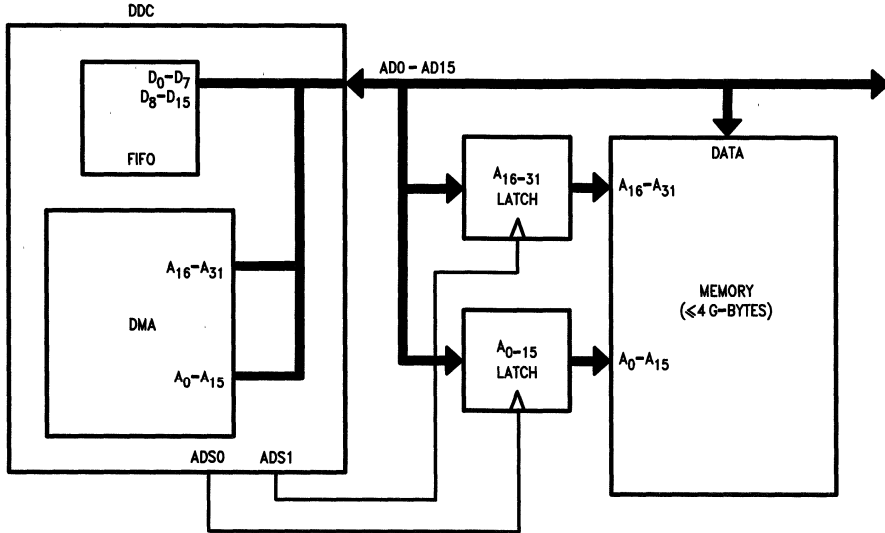 DDC
D0–D7
D8–D15
FIFO
AD0 – AD15
DATA
A16–31
LATCH
A16–A31
A16–A31
DMA
MEMORY
(⩽4 G-BYTES)
A0–15
LATCH
A0–A15
A0–A15
ADS0
ADS1